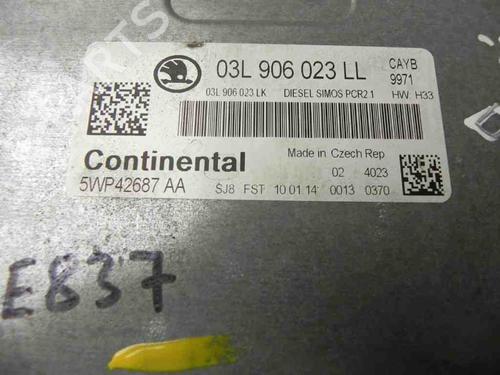 03L 906 023 LL
CAYB
9971
03L 906 023 LK DIESEL SIMOS PCR2.1 HW H33
Continental
Made in Czech Rep
02 4023
5WP42687 AA SJ8 FST 10.01.14 0013 0370
E837